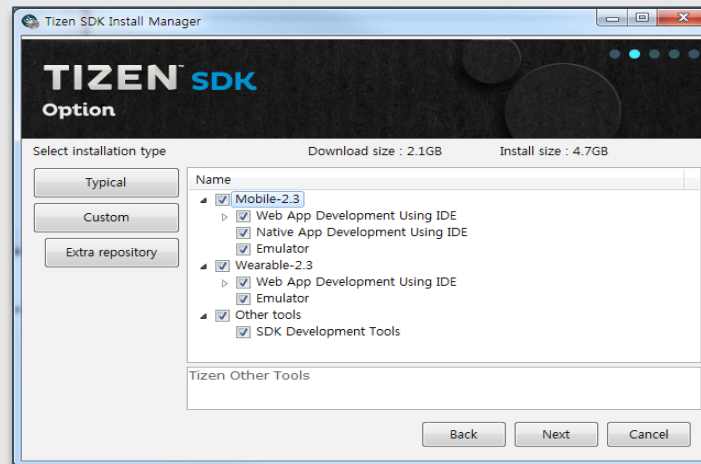 Tizen SDK Install Manager
TIZEN™ SDK
Option
Select installation type
Download size : 2.1GB
Install size : 4.7GB
Typical
Custom
Extra repository
Name
Mobile-2.3
Web App Development Using IDE
Native App Development Using IDE
Emulator
Wearable-2.3
Web App Development Using IDE
Emulator
Other tools
SDK Development Tools
Tizen Other Tools
Back
Next
Cancel